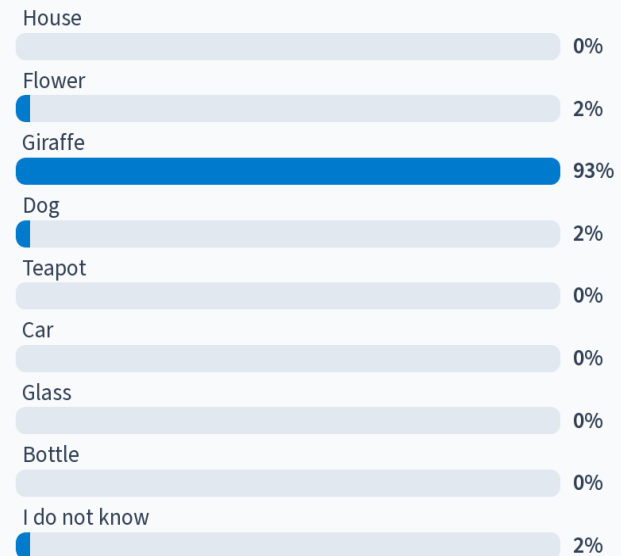 House
0%
Flower
2%
Giraffe
93%
Dog
2%
Teapot
0%
Car
0%
Glass
0%
Bottle
0%
I do not know
2%